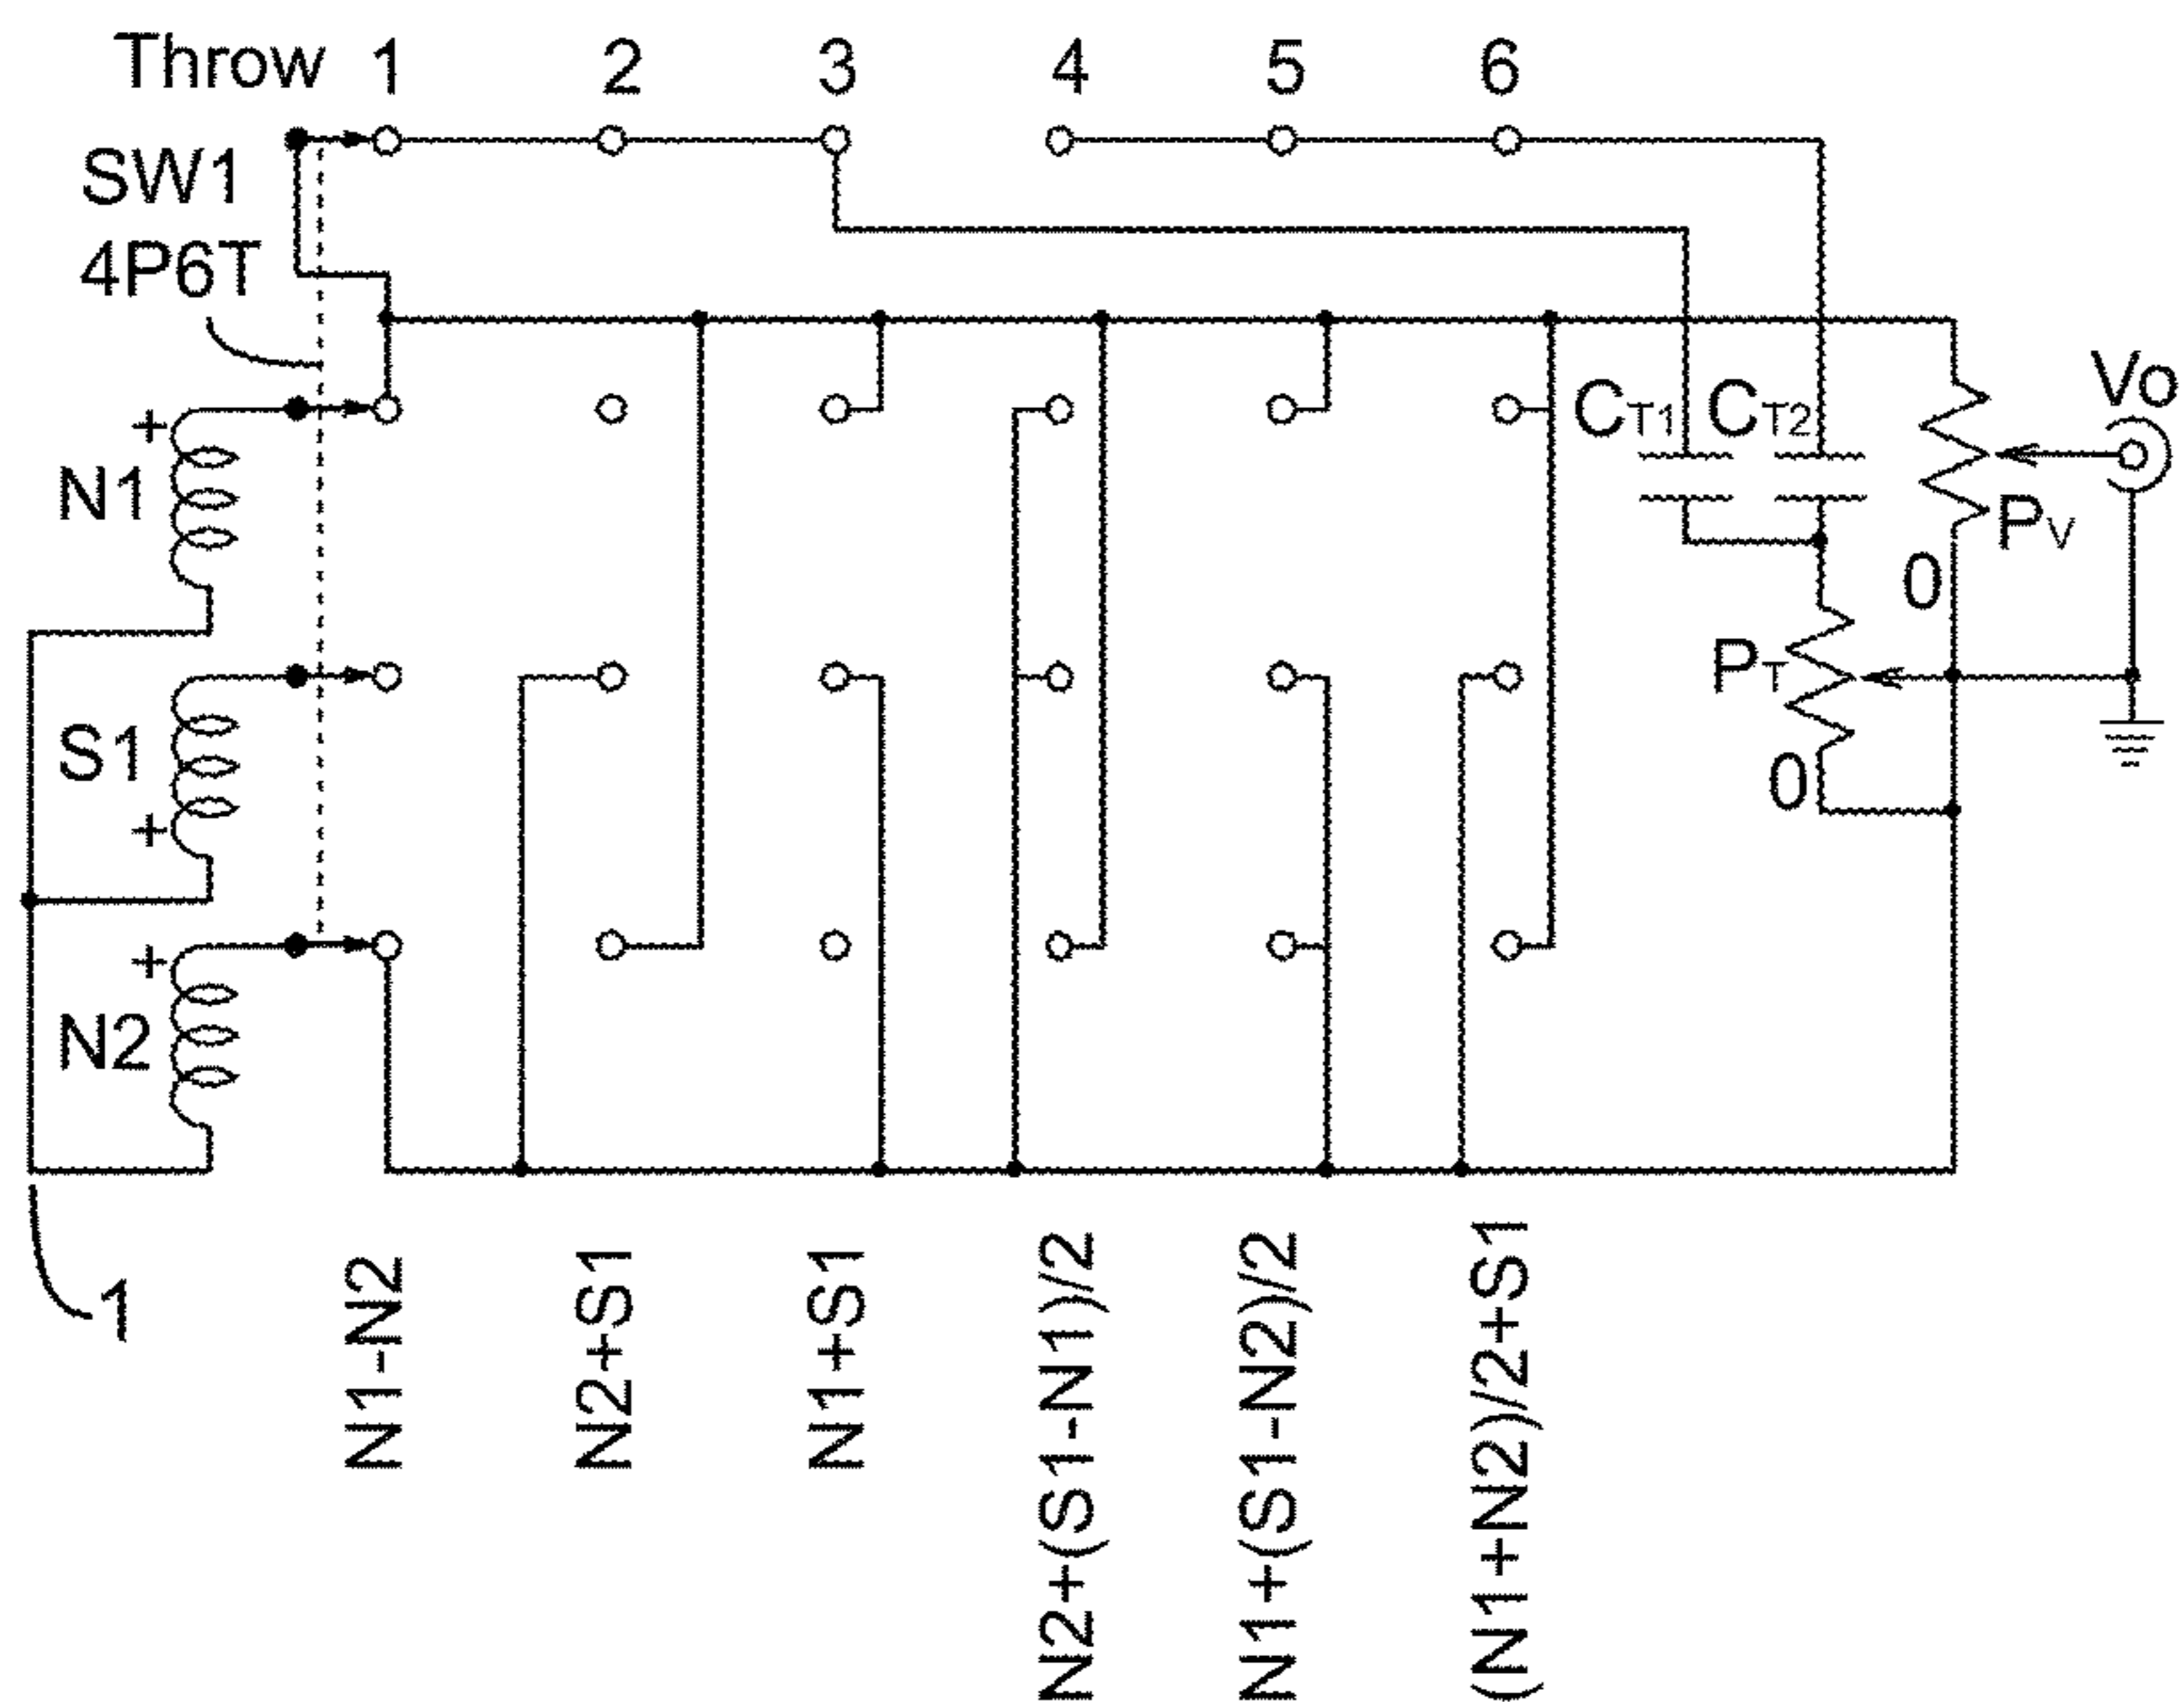 Throw 1 2 3 4 5 6
SW1
4P6T
+
N1
S1
+
+
N2
1
CT1 CT2
Vo
PV
0
PT
0
N1-N2
N2+S1
N1+S1
N2+(S1-N1)/2
N1+(S1-N2)/2
(N1+N2)/2+S1